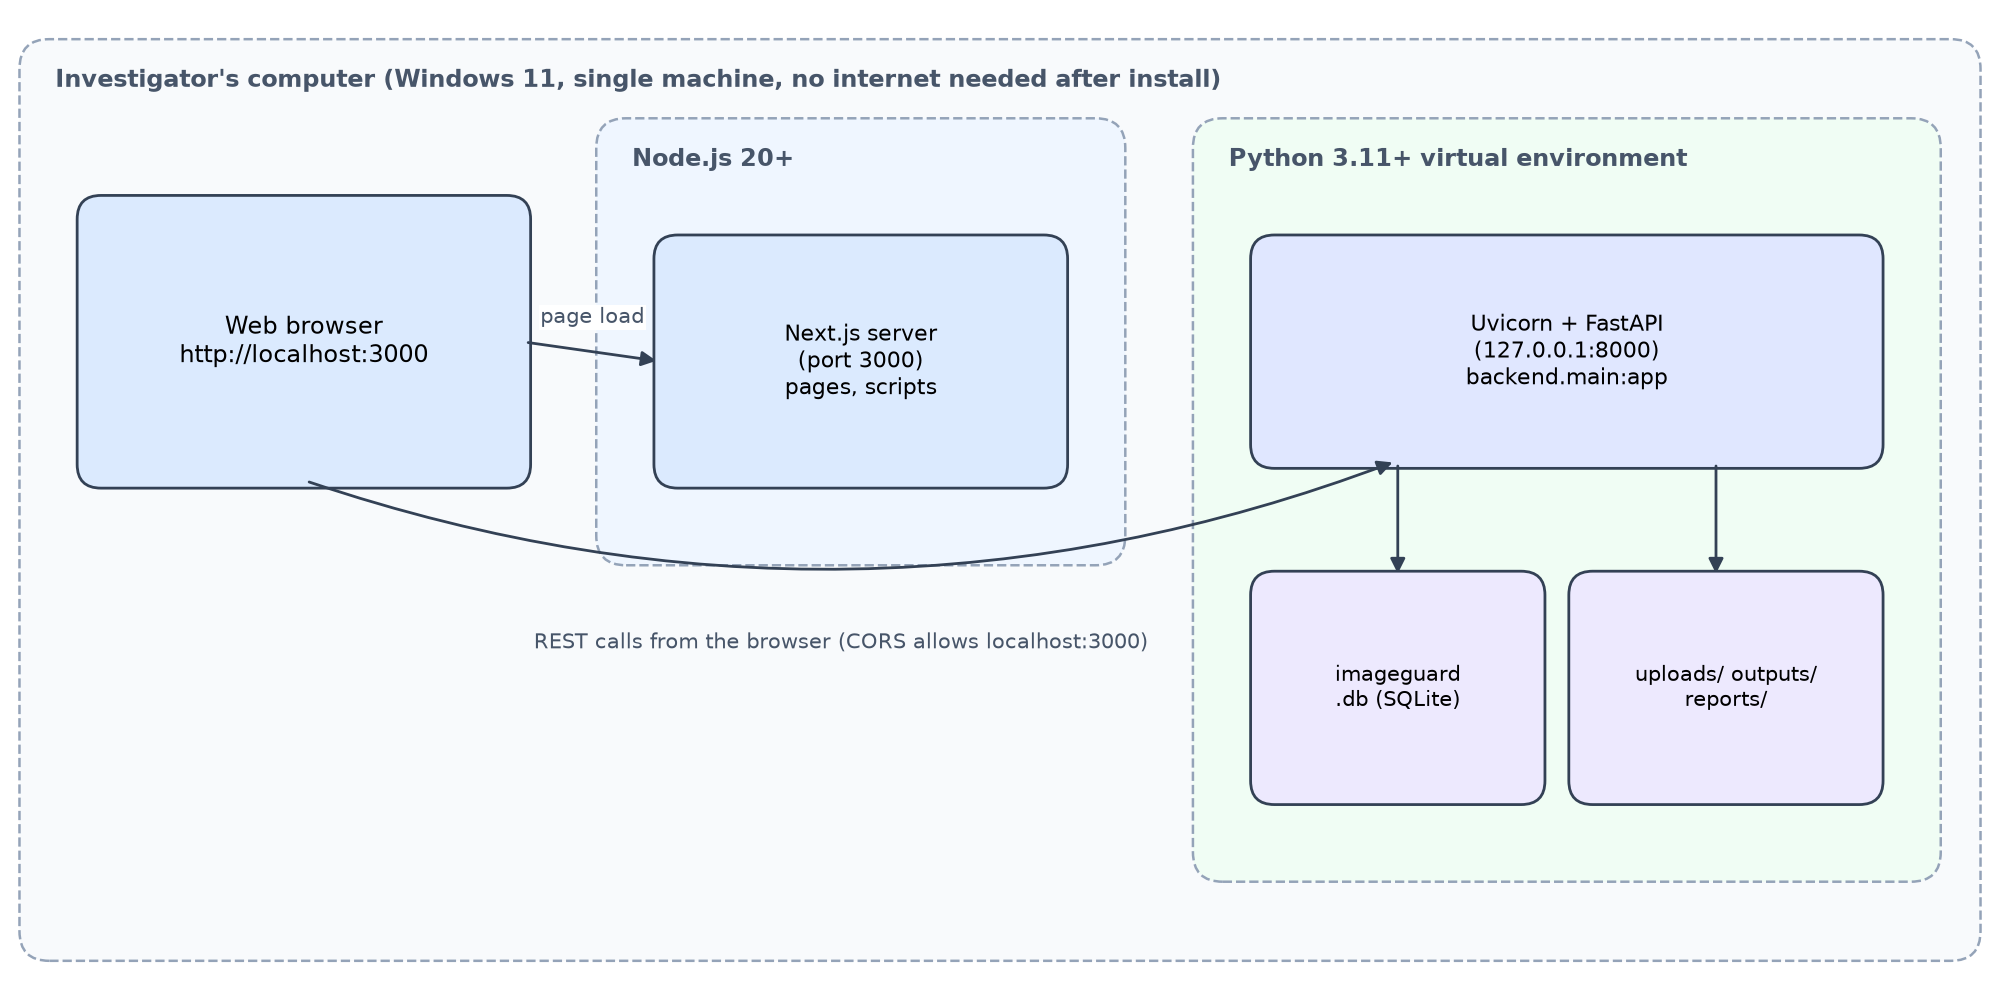 Investigator's computer (Windows 11, single machine, no internet needed after install)
Node.js 20+
Python 3.11+ virtual environment
Web browser
http://localhost:3000
page load
Next.js server
(port 3000)
pages, scripts
Uvicorn + FastAPI
(127.0.0.1:8000)
backend.main:app
REST calls from the browser (CORS allows localhost:3000)
imageguard
.db (SQLite)
uploads/ outputs/
reports/